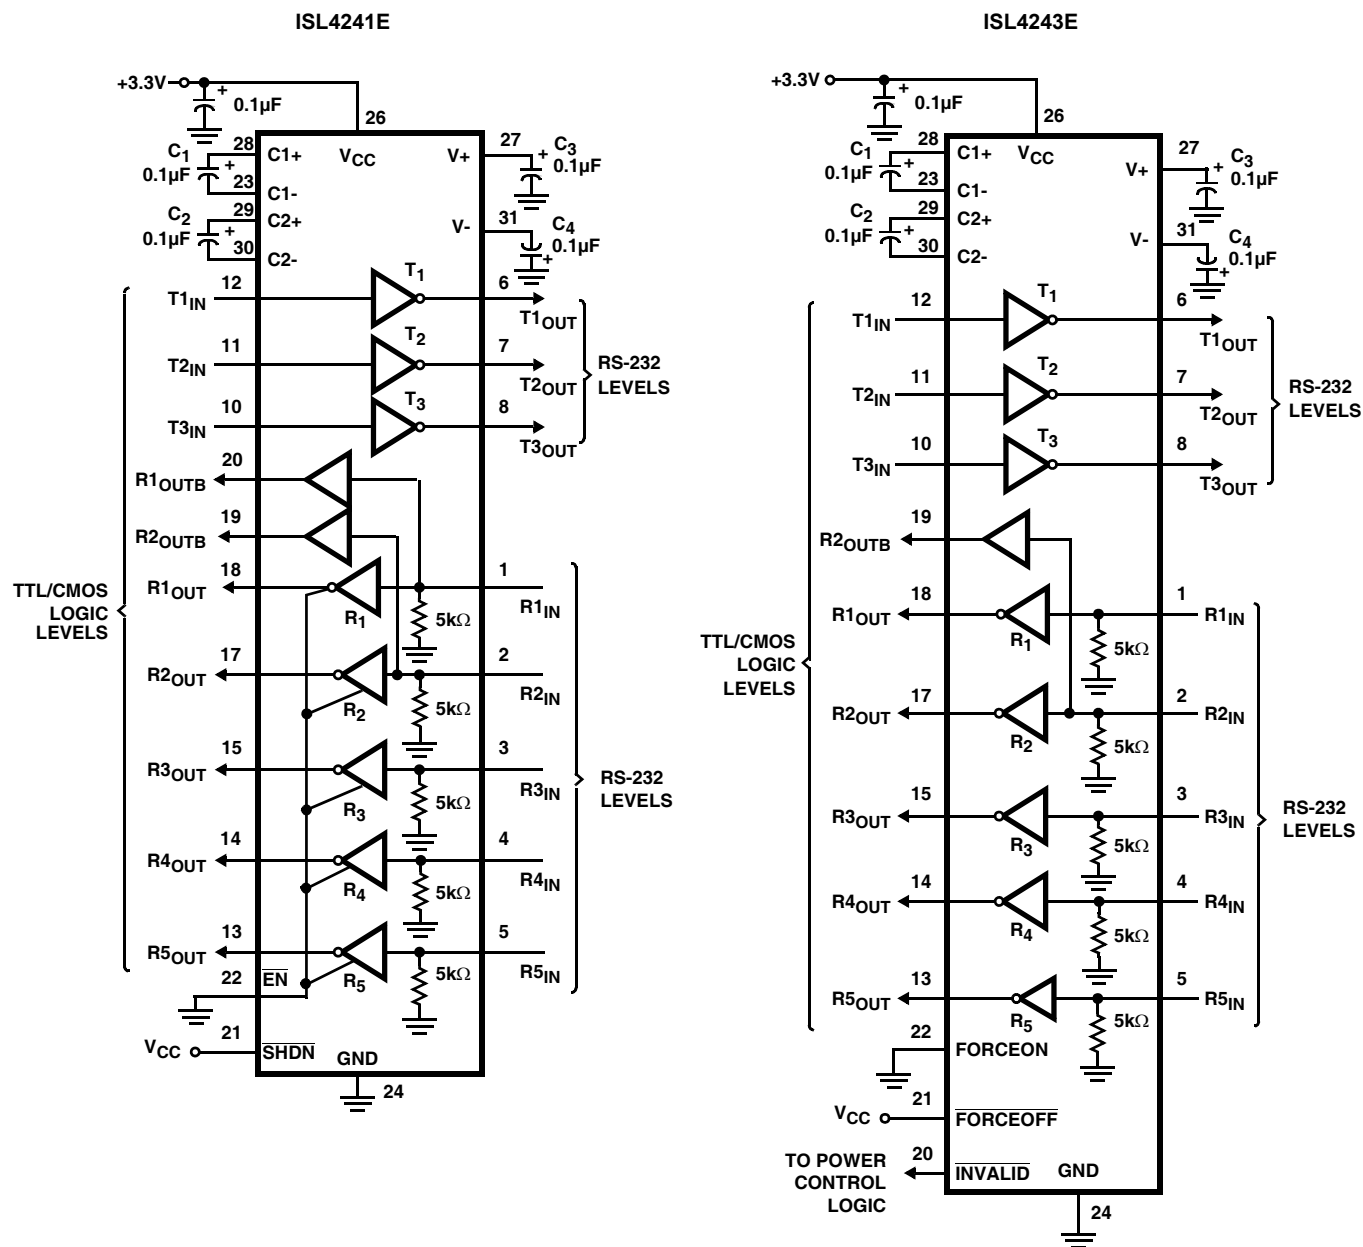 ISL4241E
+3.3V
+
0.1µF
26
28
C1+
VCC
V+
27
C1
0.1µF
+
23
C1-
+
C3
0.1µF
29
C2+
C2
0.1µF
+
30
C2-
V-
31
C4
0.1µF
+
12
T1IN
T1
6
T1OUT
11
T2IN
T2
7
T2OUT
RS-232
LEVELS
10
T3IN
T3
8
T3OUT
20
R1OUTB
19
R2OUTB
TTL/CMOS
LOGIC
LEVELS
18
R1OUT
R1
5kΩ
1
R1IN
17
R2OUT
R2
5kΩ
2
R2IN
15
R3OUT
R3
5kΩ
3
R3IN
RS-232
LEVELS
14
R4OUT
R4
5kΩ
4
R4IN
13
R5OUT
R5
5kΩ
5
R5IN
22
EN
21
VCC
SHDN
GND
24
ISL4243E
+3.3V
+
0.1µF
26
28
C1+
VCC
V+
27
C1
0.1µF
+
23
C1-
+
C3
0.1µF
29
C2+
C2
0.1µF
+
30
C2-
V-
31
C4
0.1µF
+
12
T1IN
T1
6
T1OUT
11
T2IN
T2
7
T2OUT
RS-232
LEVELS
10
T3IN
T3
8
T3OUT
19
R2OUTB
TTL/CMOS
LOGIC
LEVELS
18
R1OUT
R1
5kΩ
1
R1IN
17
R2OUT
R2
5kΩ
2
R2IN
15
R3OUT
R3
5kΩ
3
R3IN
RS-232
LEVELS
14
R4OUT
R4
5kΩ
4
R4IN
13
R5OUT
R5
5kΩ
5
R5IN
22
FORCEON
21
VCC
FORCEOFF
20
TO POWER
CONTROL
LOGIC
INVALID
GND
24